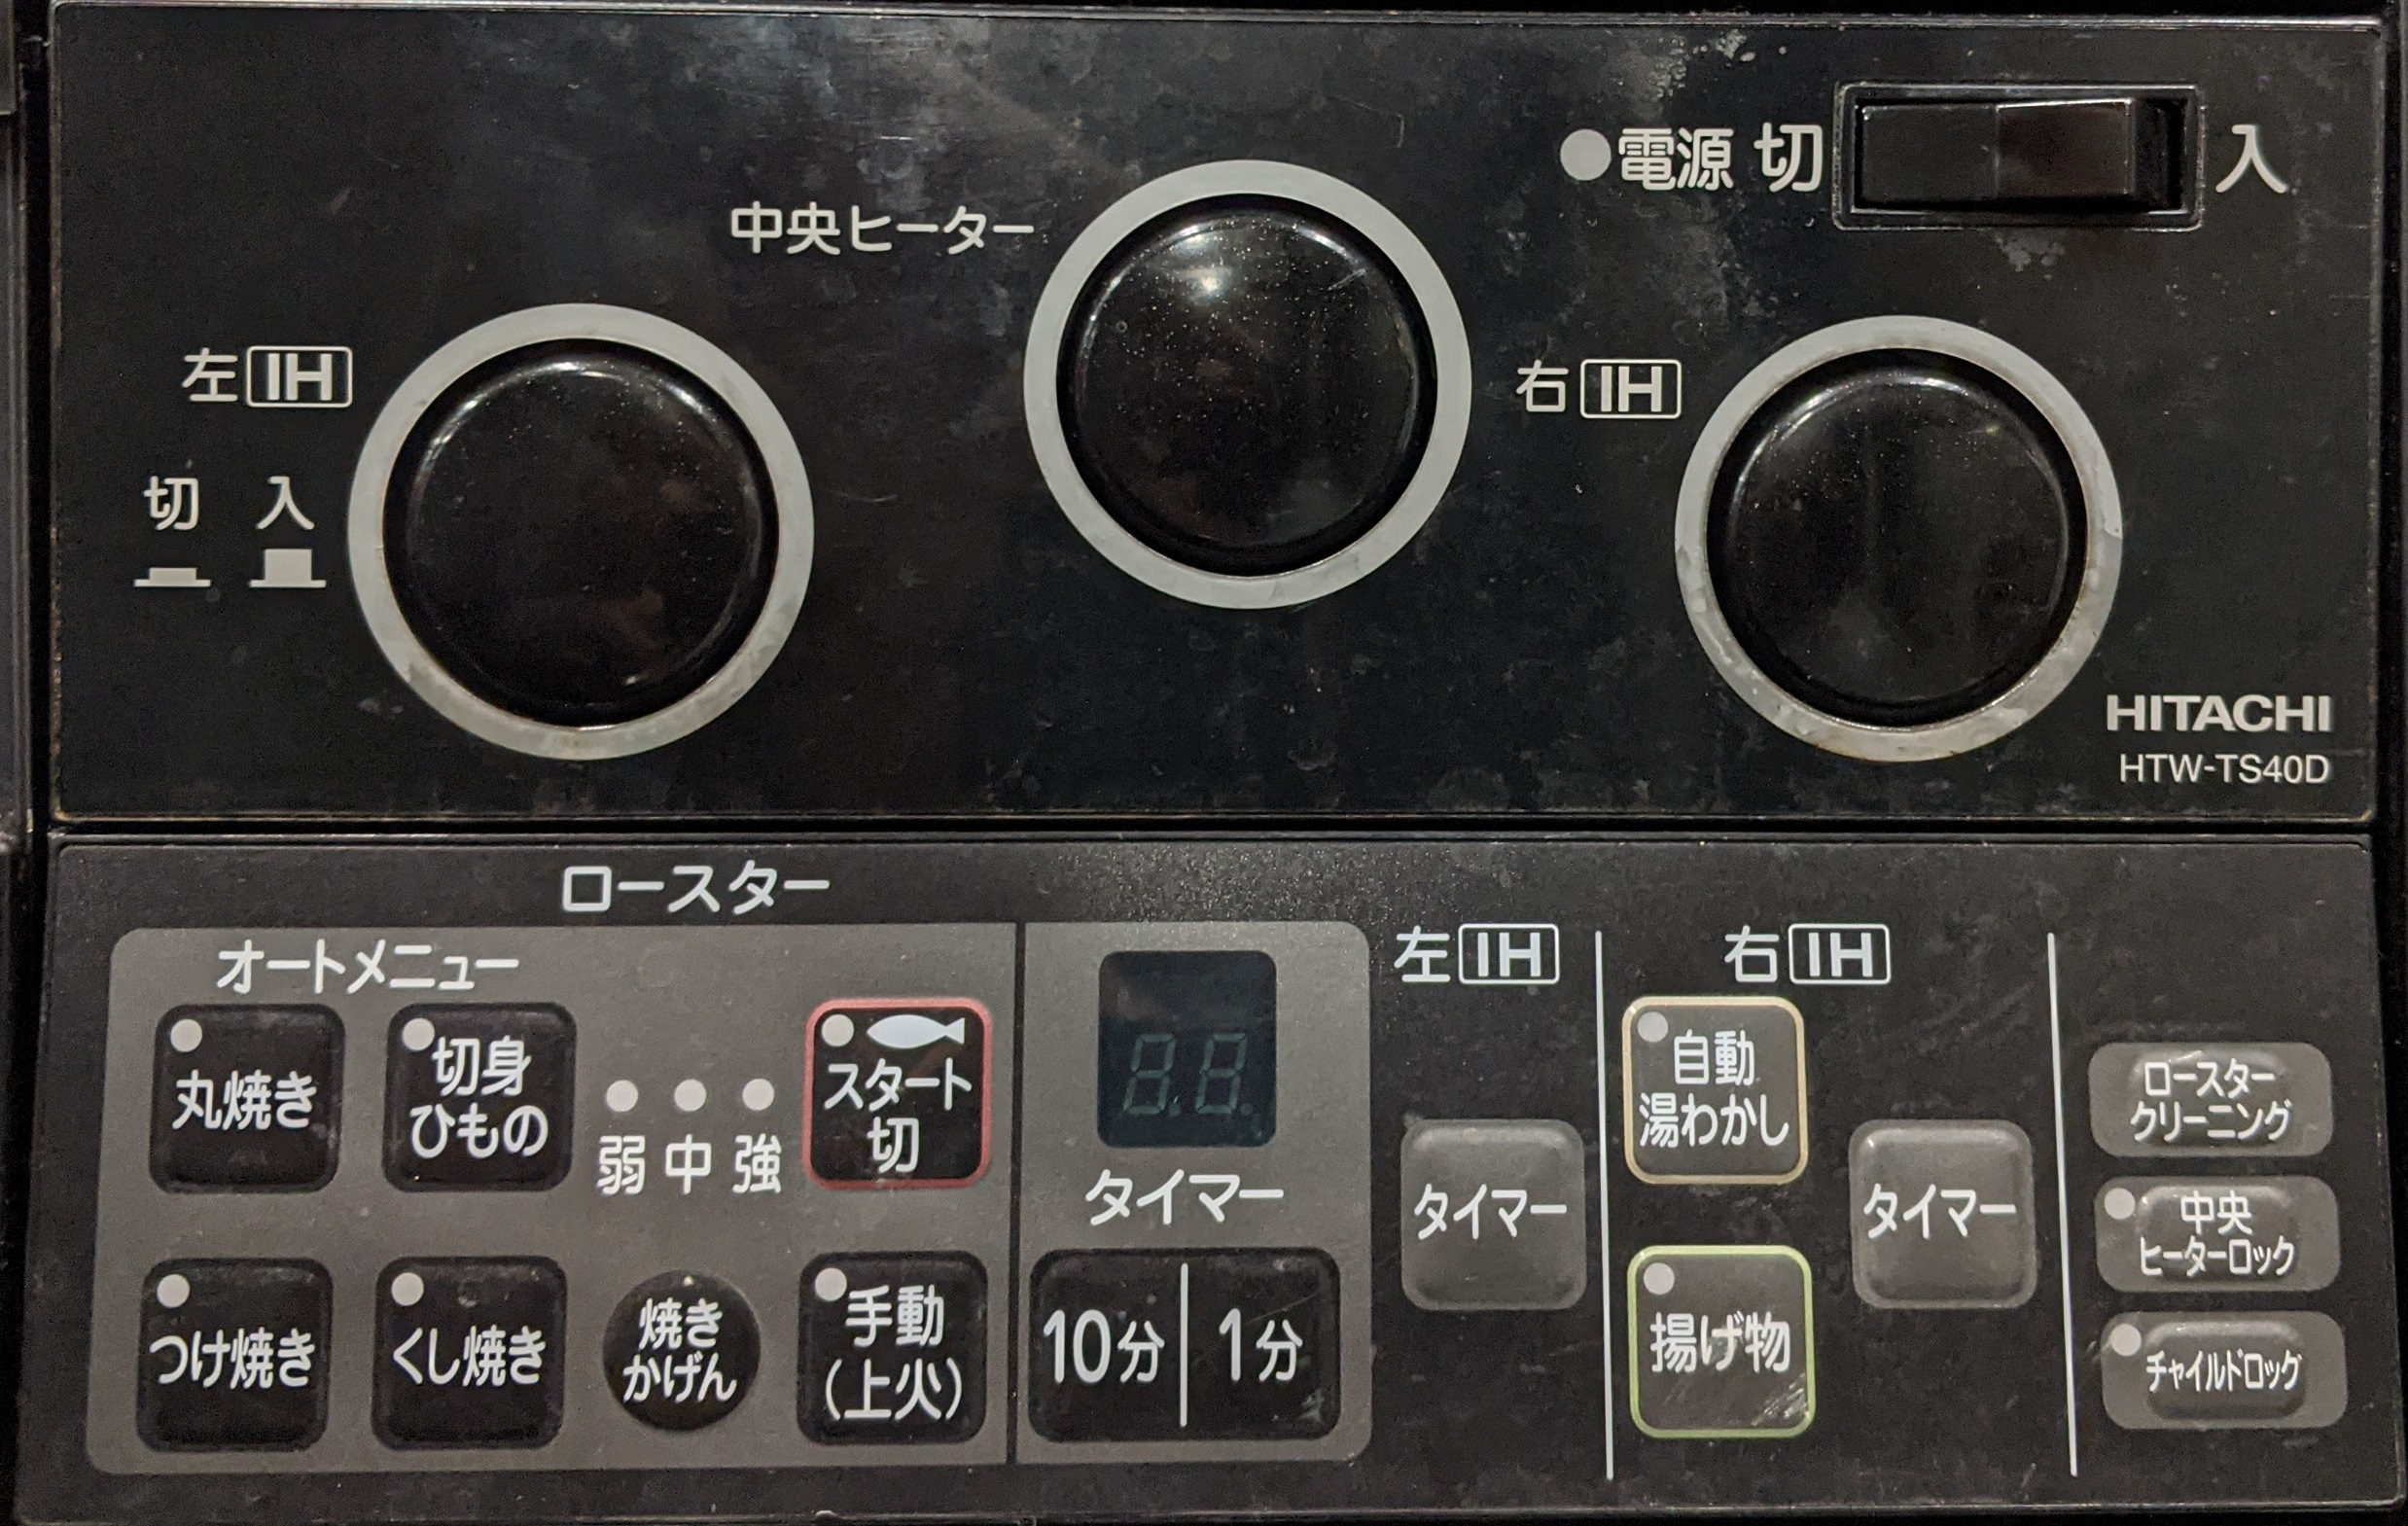 電源 切 入
中央ヒーター
左 IH
切 入
右 IH
HITACHI
HTW-TS40D
ロースター
オートメニュー
丸焼き
切身
ひもの
弱 中 強
スタート
切
つけ焼き
くし焼き
焼き
かげん
手動
(上火)
8.8.
タイマー
10分 1分
左 IH
タイマー
右 IH
自動
湯わかし
揚げ物
タイマー
ロースター
クリーニング
中央
ヒーターロック
チャイルドロック